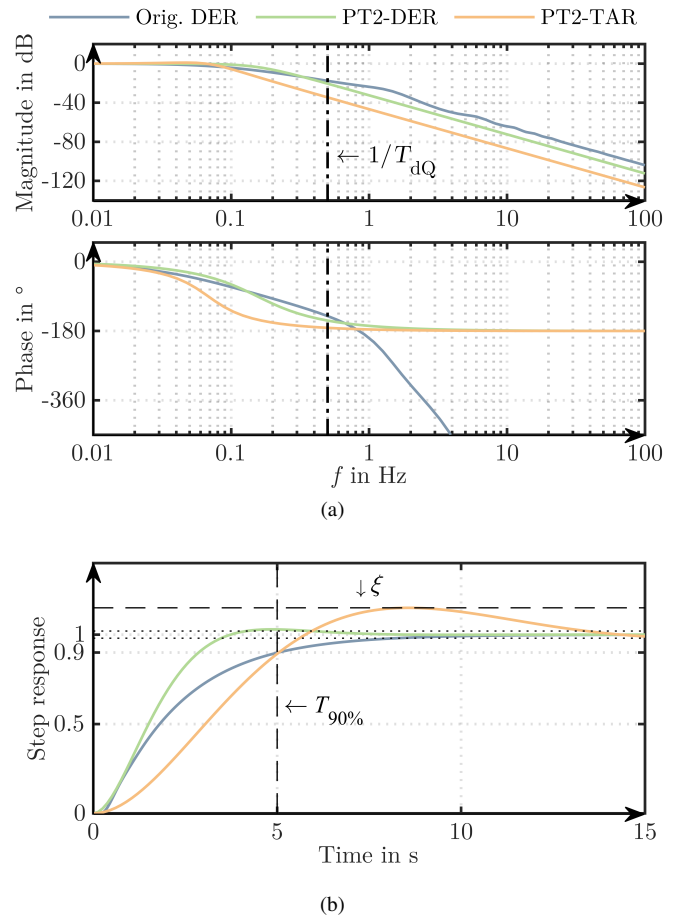 Orig. DER PT2-DER PT2-TAR
Magnitude in dB
0
-40
-80
-120
← 1/T_dQ
0.01 0.1 1 10 100
Phase in °
0
-180
-360
0.01 0.1 1 10 100
f in Hz
(a)
Step response
↓ ξ
1
0.9
0.5
0
← T_90%
0 5 10 15
Time in s
(b)